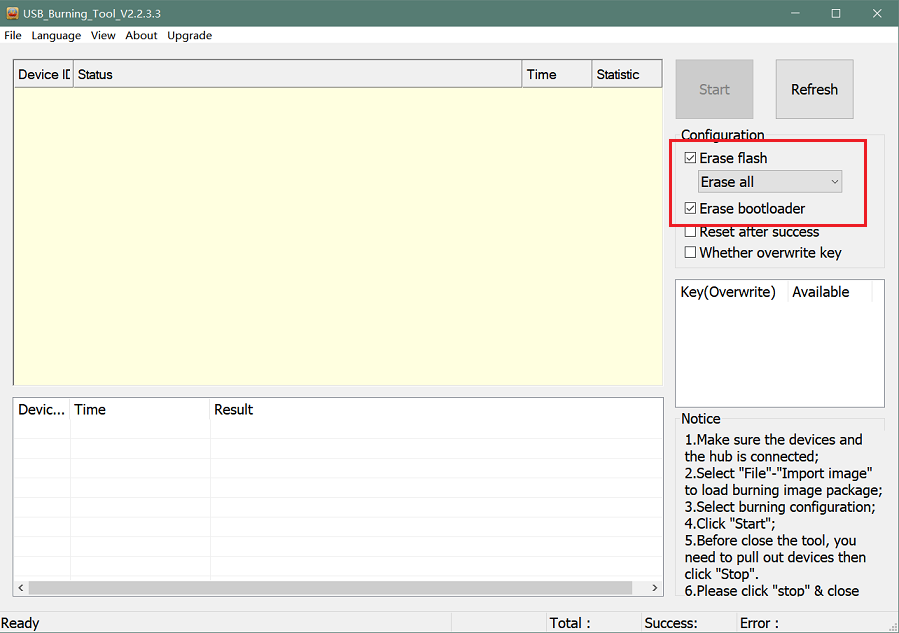 USB_Burning_Tool_V2.2.3.3
File Language View About Upgrade
Device ID Status Time Statistic
Start Refresh
Configuration
Erase flash
Erase all
Erase bootloader
Reset after success
Whether overwrite key
Key(Overwrite) Available
Devic... Time Result
Notice
1.Make sure the devices and
the hub is connected;
2.Select "File"-"Import image"
to load burning image package;
3.Select burning configuration;
4.Click "Start";
5.Before close the tool, you
need to pull out devices then
click "Stop".
6.Please click "stop" & close
Ready Total : Success: Error :